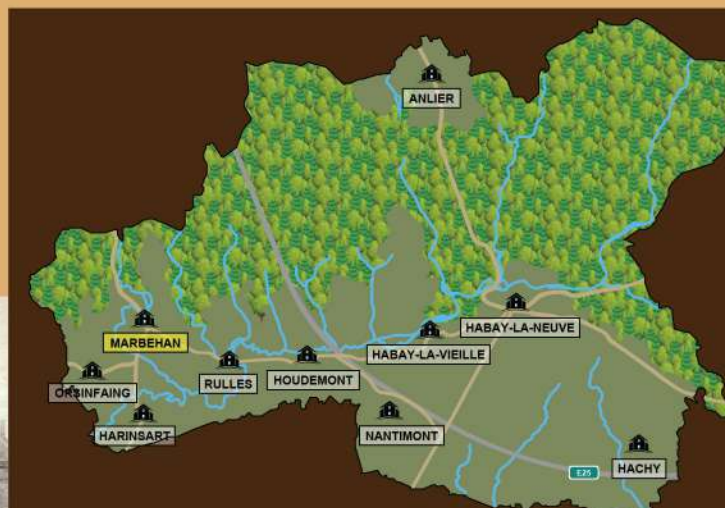 ANLIER
HABAY-LA-NEUVE
MARBEHAN
HABAY-LA-VIEILLE
RULLES
HOUDEMONT
ORSINFAING
HARINSART
NANTIMONT
HACHY
E25